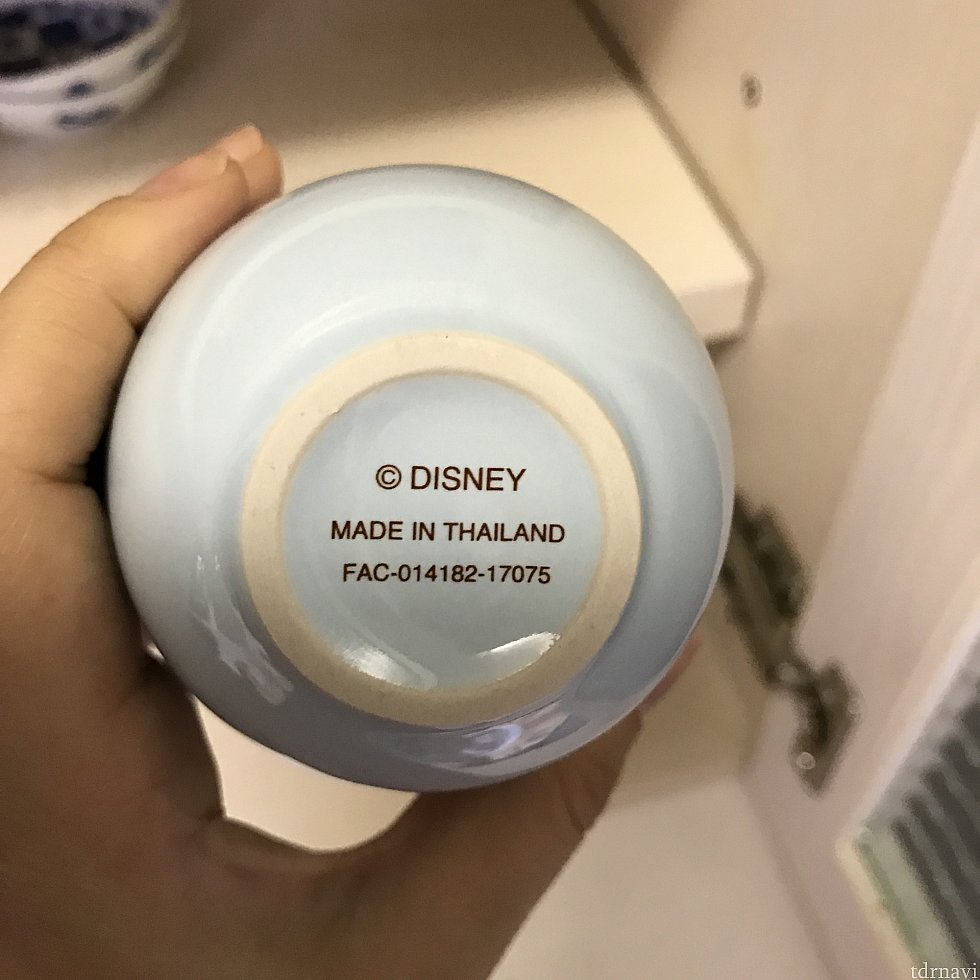 © DISNEY
MADE IN THAILAND
FAC-014182-17075
tdrnavi